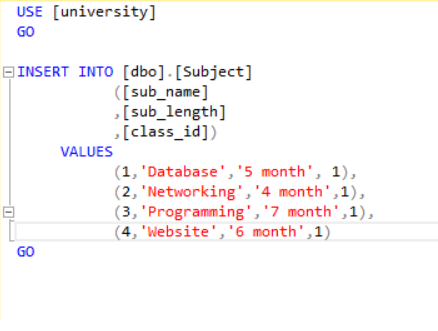 USE [university]
GO
INSERT INTO [dbo].[Subject]
([sub_name]
,[sub_length]
,[class_id])
VALUES
(1,'Database','5 month', 1),
(2,'Networking','4 month',1),
(3,'Programming','7 month',1),
(4,'Website','6 month',1)
GO